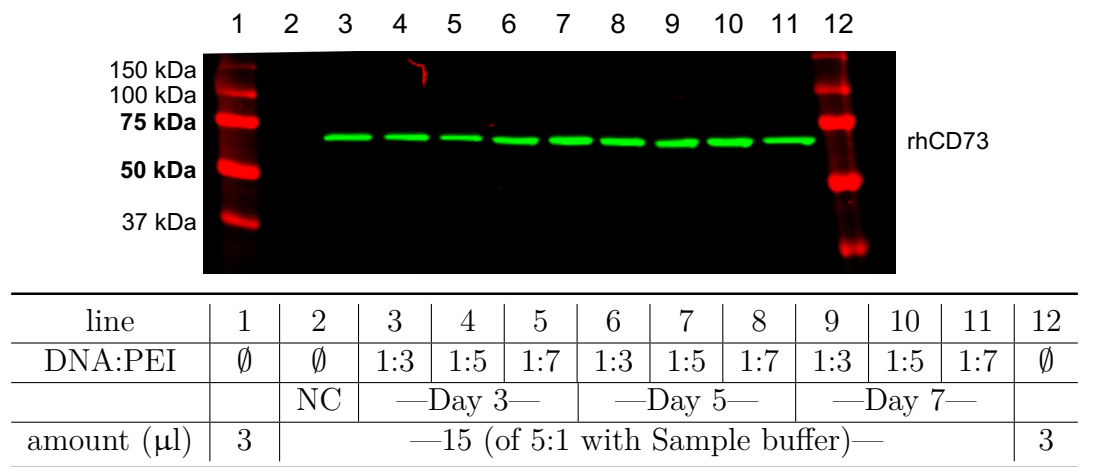 1 2 3 4 5 6 7 8 9 10 11 12
150 kDa
100 kDa
75 kDa
rhCD73
50 kDa
37 kDa
line 1 2 3 4 5 6 7 8 9 10 11 12
DNA:PEI ∅ ∅ 1:3 1:5 1:7 1:3 1:5 1:7 1:3 1:5 1:7 ∅
NC —Day 3— —Day 5— —Day 7—
amount (µl) 3 —15 (of 5:1 with Sample buffer)— 3